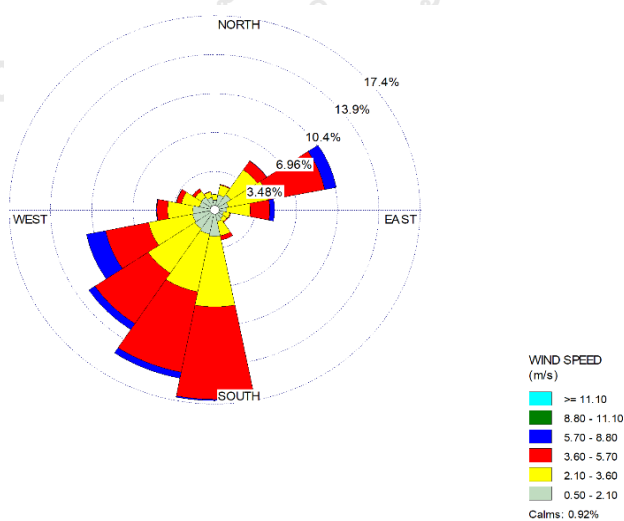 NORTH
17.4%
13.9%
10.4%
6.96%
3.48%
WEST
EAST
SOUTH
WIND SPEED
(m/s)
>= 11.10
8.80 - 11.10
5.70 - 8.80
3.60 - 5.70
2.10 - 3.60
0.50 - 2.10
Calms: 0.92%